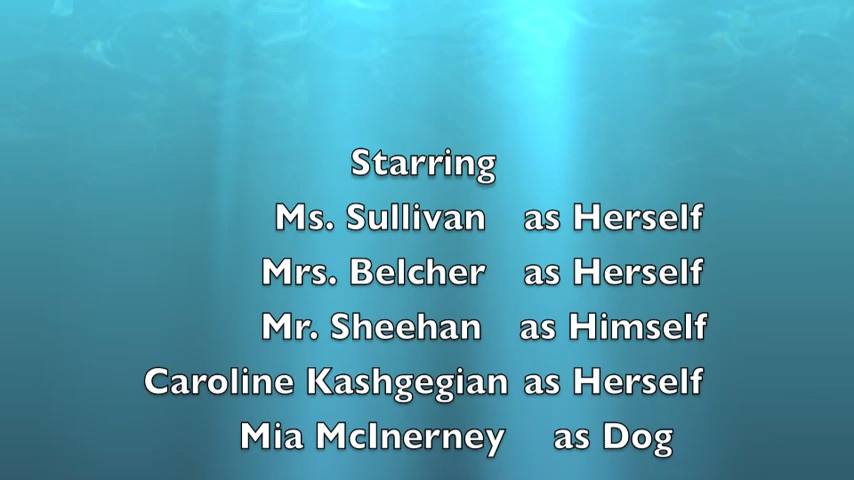 Starring
Ms. Sullivan as Herself
Mrs. Belcher as Herself
Mr. Sheehan as Himself
Caroline Kashgegian as Herself
Mia McInerney as Dog